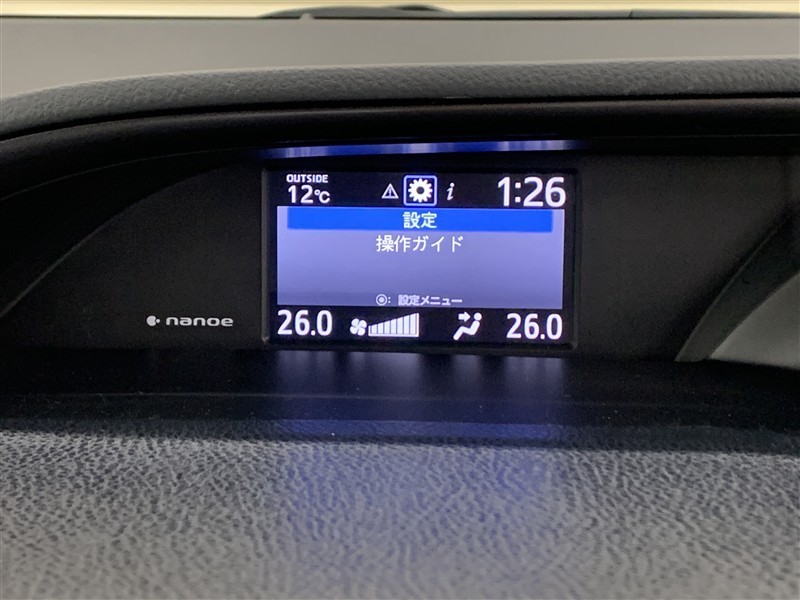 OUTSIDE
12℃
i
1:26
設定
操作ガイド
◉: 設定メニュー
nanoe
26.0
26.0